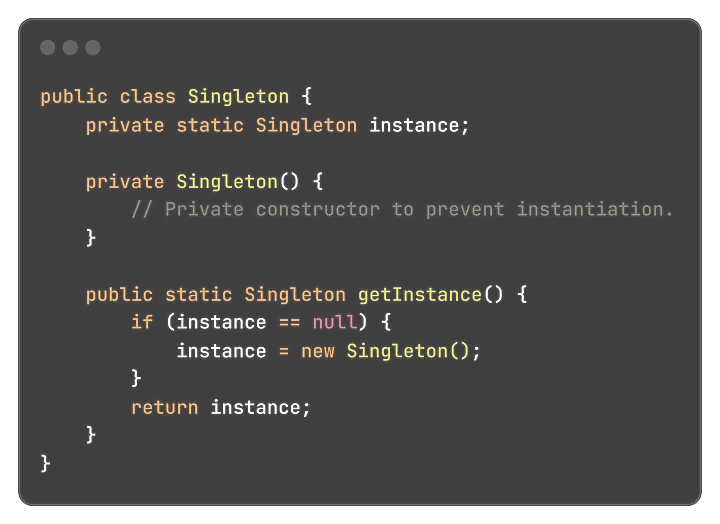 public class Singleton {
    private static Singleton instance;

    private Singleton() {
        // Private constructor to prevent instantiation.
    }

    public static Singleton getInstance() {
        if (instance == null) {
            instance = new Singleton();
        }
        return instance;
    }
}